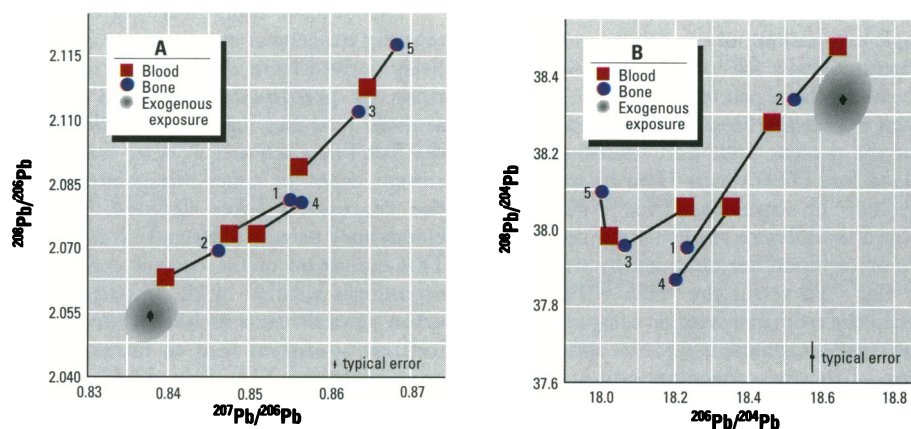 A
Blood
Bone
Exogenous
exposure
2.115
2.110
2.085
2.070
2.055
2.040
208Pb/206Pb
5
3
1
4
2
typical error
0.83
0.84
0.85
0.86
0.87
207Pb/206Pb
B
Blood
Bone
Exogenous
exposure
38.4
38.2
38.0
37.8
37.6
208Pb/204Pb
2
5
3
1
4
typical error
18.0
18.2
18.4
18.6
18.8
206Pb/204Pb